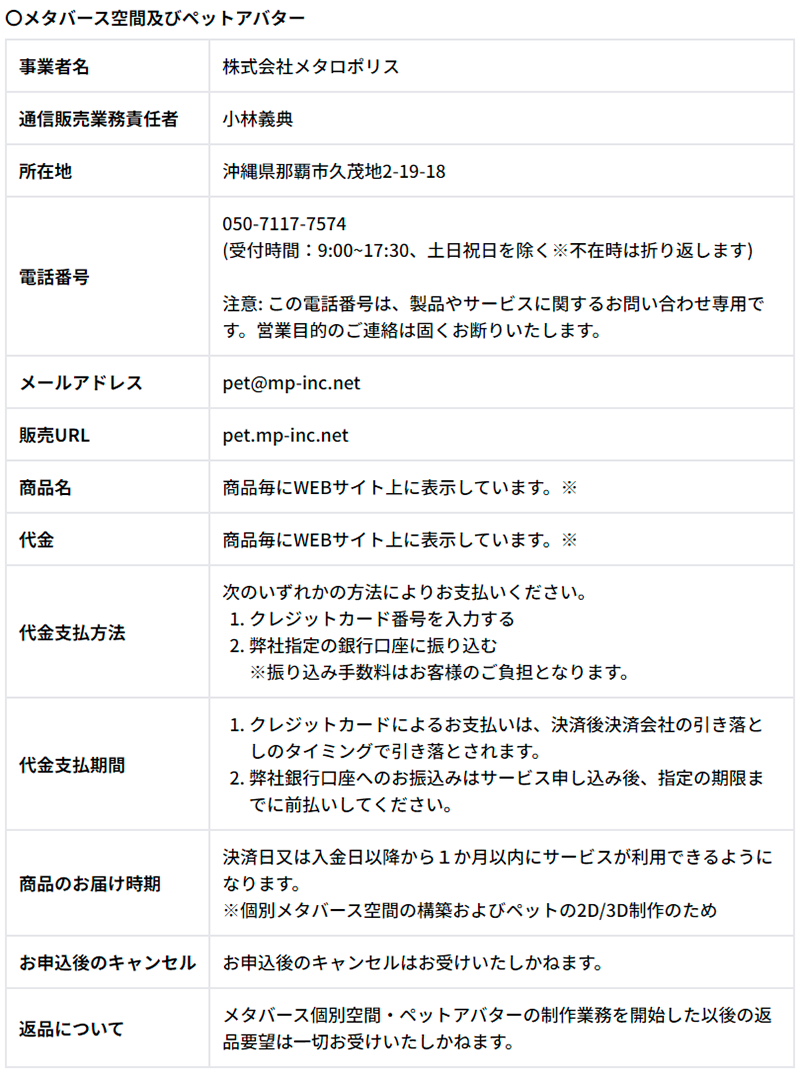 〇メタバース空間及びペットアバター
事業者名
株式会社メタロポリス
通信販売業務責任者
小林義典
所在地
沖縄県那覇市久茂地2-19-18
電話番号
050-7117-7574
(受付時間：9:00~17:30、土日祝日を除く※不在時は折り返します)
注意: この電話番号は、製品やサービスに関するお問い合わせ専用で
す。営業目的のご連絡は固くお断りいたします。
メールアドレス
pet@mp-inc.net
販売URL
pet.mp-inc.net
商品名
商品毎にWEBサイト上に表示しています。※
代金
商品毎にWEBサイト上に表示しています。※
代金支払方法
次のいずれかの方法によりお支払いください。
1. クレジットカード番号を入力する
2. 弊社指定の銀行口座に振り込む
※振り込み手数料はお客様のご負担となります。
代金支払期間
1. クレジットカードによるお支払いは、決済後決済会社の引き落と
しのタイミングで引き落とされます。
2. 弊社銀行口座へのお振込みはサービス申し込み後、指定の期限ま
でに前払いしてください。
商品のお届け時期
決済日又は入金日以降から１か月以内にサービスが利用できるように
なります。
※個別メタバース空間の構築およびペットの2D/3D制作のため
お申込後のキャンセル
お申込後のキャンセルはお受けいたしかねます。
返品について
メタバース個別空間・ペットアバターの制作業務を開始した以後の返
品要望は一切お受けいたしかねます。